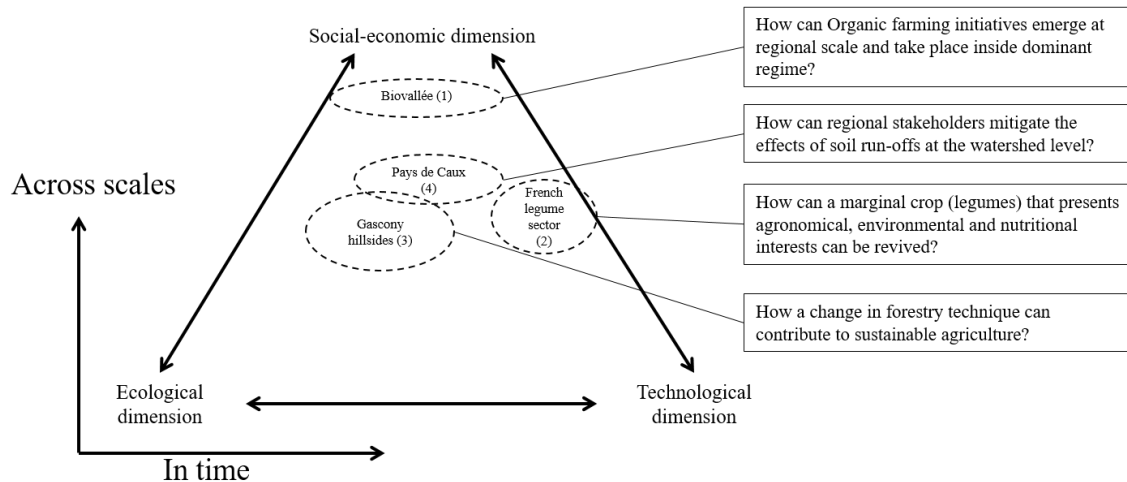 Social-economic dimension
Biovallée (1)
Pays de Caux
(4)
French
legume
sector
(2)
Gascony
hillsides (3)
Across scales
In time
Ecological
dimension
Technological
dimension
How can Organic farming initiatives emerge at
regional scale and take place inside dominant
regime?
How can regional stakeholders mitigate the
effects of soil run-offs at the watershed level?
How can a marginal crop (legumes) that presents
agronomical, environmental and nutritional
interests can be revived?
How a change in forestry technique can
contribute to sustainable agriculture?